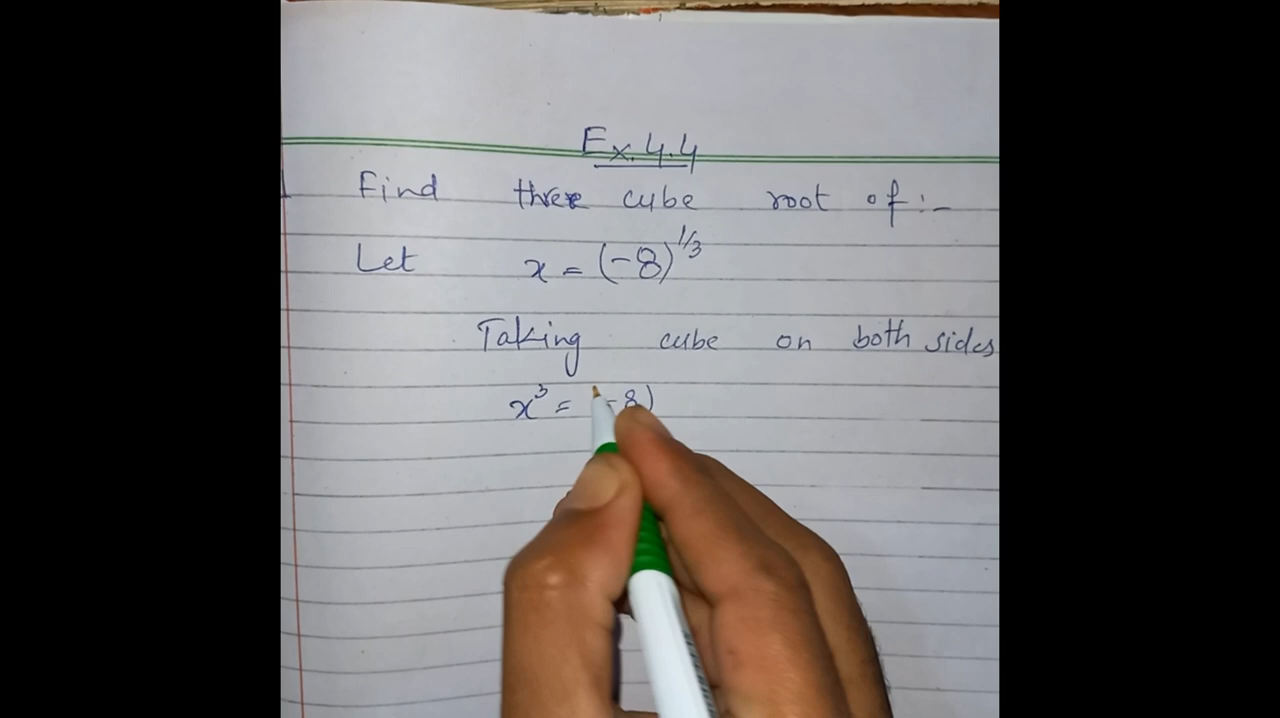 Ex. 4.4
Find three cube root of :-
Let x = (-8)^1/3
Taking cube on both sides
x³ = -8)